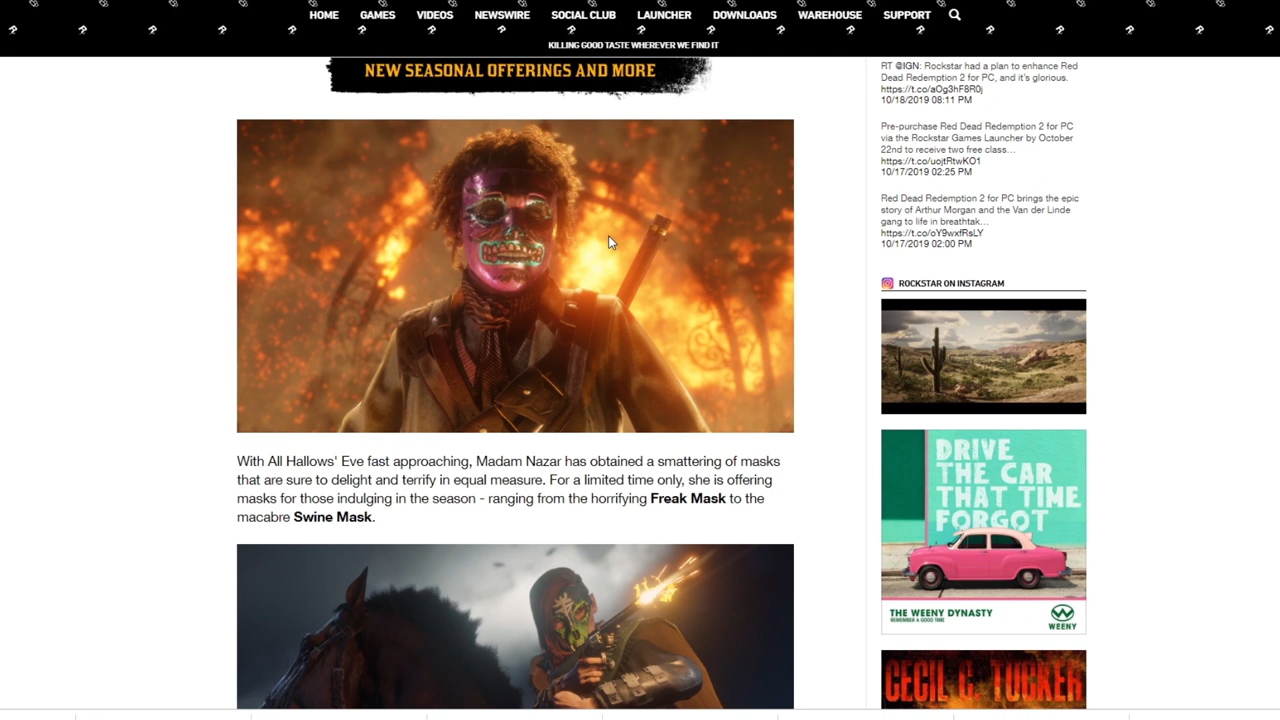 HOME GAMES VIDEOS NEWSWIRE SOCIAL CLUB LAUNCHER DOWNLOADS WAREHOUSE SUPPORT
KILLING GOOD TASTE WHEREVER WE FIND IT
NEW SEASONAL OFFERINGS AND MORE
With All Hallows' Eve fast approaching, Madam Nazar has obtained a smattering of masks
that are sure to delight and terrify in equal measure. For a limited time only, she is offering
masks for those indulging in the season - ranging from the horrifying Freak Mask to the
macabre Swine Mask.
RT @IGN: Rockstar had a plan to enhance Red
Dead Redemption 2 for PC, and it's glorious.
https://t.co/aOg3hF8R0j
10/18/2019 08:11 PM
Pre-purchase Red Dead Redemption 2 for PC
via the Rockstar Games Launcher by October
22nd to receive two free class…
https://t.co/uojtRtwKO1
10/17/2019 02:25 PM
Red Dead Redemption 2 for PC brings the epic
story of Arthur Morgan and the Van der Linde
gang to life in breathtak…
https://t.co/oY9wxfRsLY
10/17/2019 02:00 PM
ROCKSTAR ON INSTAGRAM
DRIVE
THE CAR
THAT TIME
FORGOT
THE WEENY DYNASTY
REMEMBER A GOOD TIME
WEENY
CECIL C. TUCKER